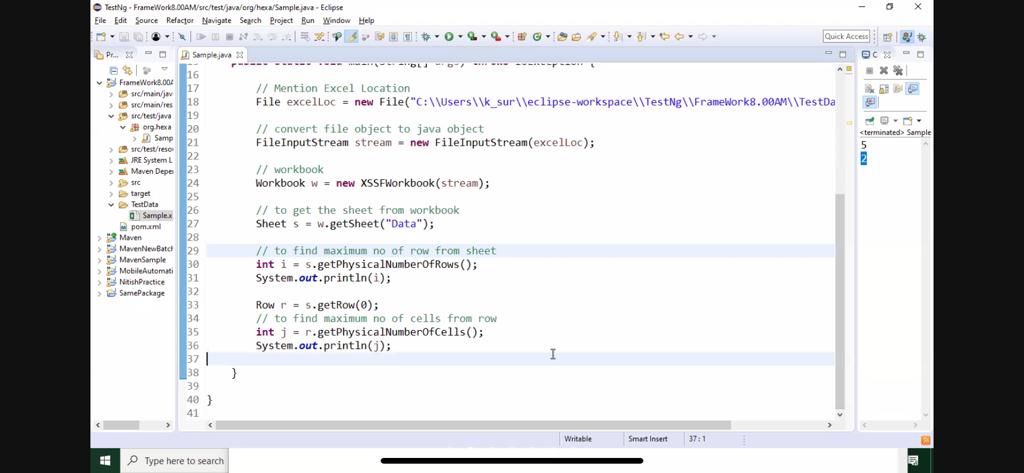 TestNg - FrameWork8.00AM/src/test/java/org/hexa/Sample.java - Eclipse
File Edit Source Refactor Navigate Search Project Run Window Help
Quick Access
Sample.java
FrameWork8.00A
src/main/jav
src/main/res
src/test/java
org.hexa
Samp
src/test/reso
JRE System L
Maven Depe
src
target
TestData
Sample.x
pom.xml
Maven
MavenNewBatch
MavenSample
MobileAutomati
NitishPractice
SamePackage
16
17 // Mention Excel Location
18 File excelLoc = new File("C:\\Users\\k_sur\\eclipse-workspace\\TestNg\\FrameWork8.00AM\\TestDa
19
20 // convert file object to java object
21 FileInputStream stream = new FileInputStream(excelLoc);
22
23 // workbook
24 Workbook w = new XSSFWorkbook(stream);
25
26 // to get the sheet from workbook
27 Sheet s = w.getSheet("Data");
28
29 // to find maximum no of row from sheet
30 int i = s.getPhysicalNumberOfRows();
31 System.out.println(i);
32
33 Row r = s.getRow(0);
34 // to find maximum no of cells from row
35 int j = r.getPhysicalNumberOfCells();
36 System.out.println(j);
37
38 }
39
40 }
41
<terminated> Sample
5
2
Writable Smart Insert 37 : 1
Type here to search